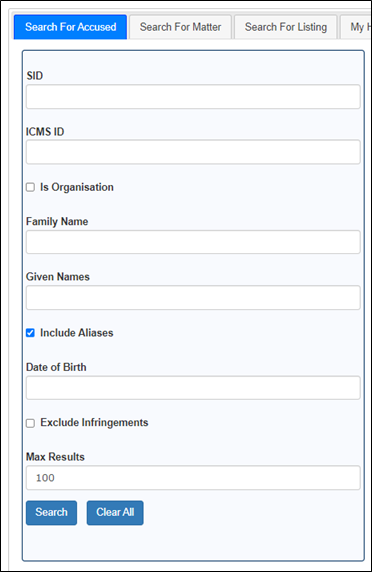 Search For Accused Search For Matter Search For Listing My H
SID
ICMS ID
Is Organisation
Family Name
Given Names
Include Aliases
Date of Birth
Exclude Infringements
Max Results
100
Search Clear All